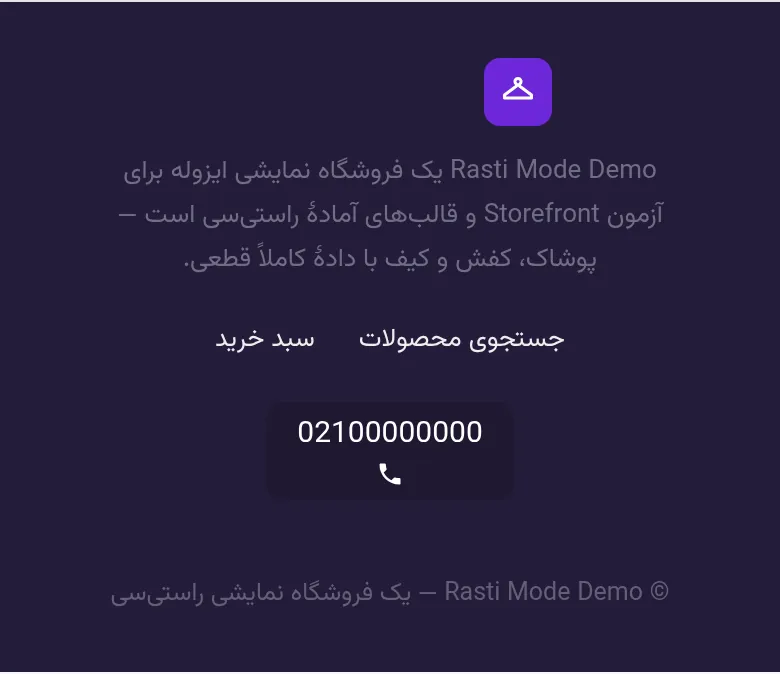 Rasti Mode Demo یک فروشگاه نمایشی ایزوله برای
آزمون Storefront و قالب‌های آمادهٔ راستی‌سی است —
پوشاک، کفش و کیف با دادهٔ کاملاً قطعی.
جستجوی محصولات سبد خرید
02100000000
© Rasti Mode Demo — یک فروشگاه نمایشی راستی‌سی